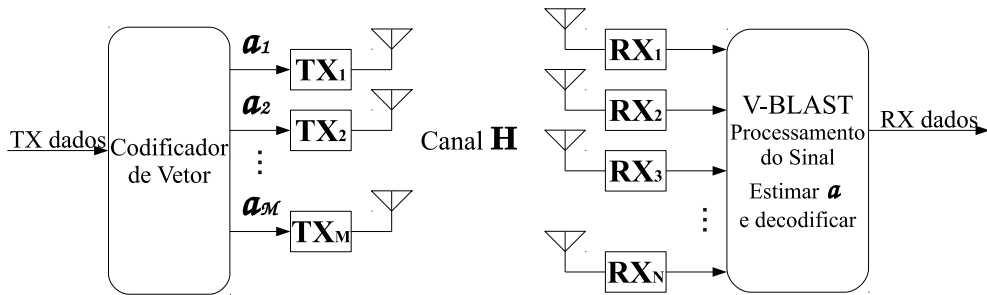 TX dados
Codificador
de Vetor
a1
TX1
a2
TX2
⋮
aM
TXM
Canal H
RX1
RX2
RX3
⋮
RXN
V-BLAST
Processamento
do Sinal
Estimar a
e decodificar
RX dados